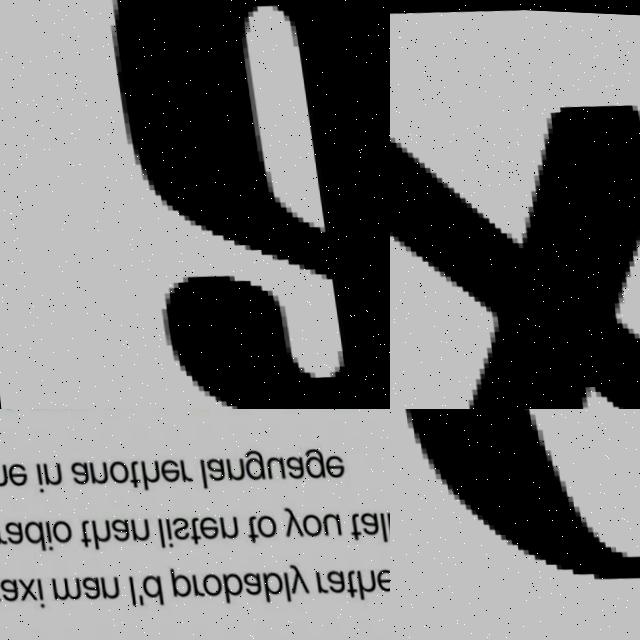 axi man I'd probably rathe
radio than listen to you tal
ne in another language